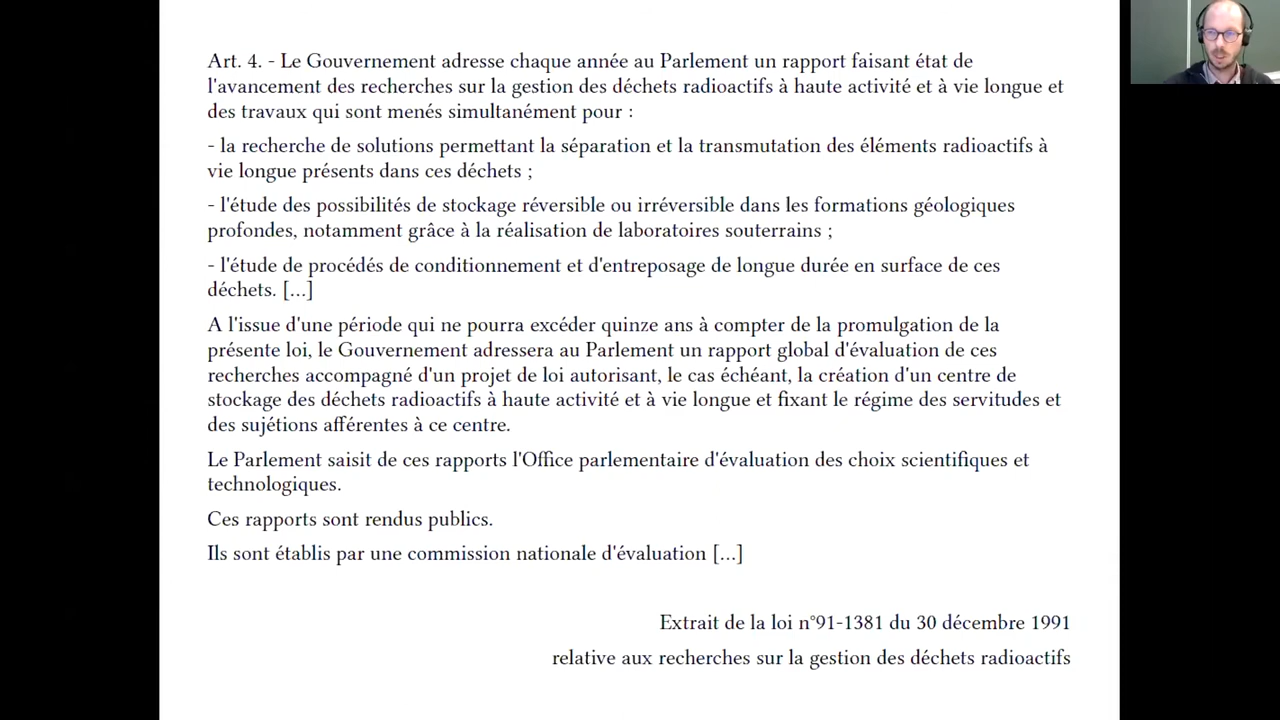 Art. 4. - Le Gouvernement adresse chaque année au Parlement un rapport faisant état de
l'avancement des recherches sur la gestion des déchets radioactifs à haute activité et à vie longue et
des travaux qui sont menés simultanément pour :
- la recherche de solutions permettant la séparation et la transmutation des éléments radioactifs à
vie longue présents dans ces déchets ;
- l'étude des possibilités de stockage réversible ou irréversible dans les formations géologiques
profondes, notamment grâce à la réalisation de laboratoires souterrains ;
- l'étude de procédés de conditionnement et d'entreposage de longue durée en surface de ces
déchets. [...]
A l'issue d'une période qui ne pourra excéder quinze ans à compter de la promulgation de la
présente loi, le Gouvernement adressera au Parlement un rapport global d'évaluation de ces
recherches accompagné d'un projet de loi autorisant, le cas échéant, la création d'un centre de
stockage des déchets radioactifs à haute activité et à vie longue et fixant le régime des servitudes et
des sujétions afférentes à ce centre.
Le Parlement saisit de ces rapports l'Office parlementaire d'évaluation des choix scientifiques et
technologiques.
Ces rapports sont rendus publics.
Ils sont établis par une commission nationale d'évaluation [...]
Extrait de la loi n°91-1381 du 30 décembre 1991
relative aux recherches sur la gestion des déchets radioactifs